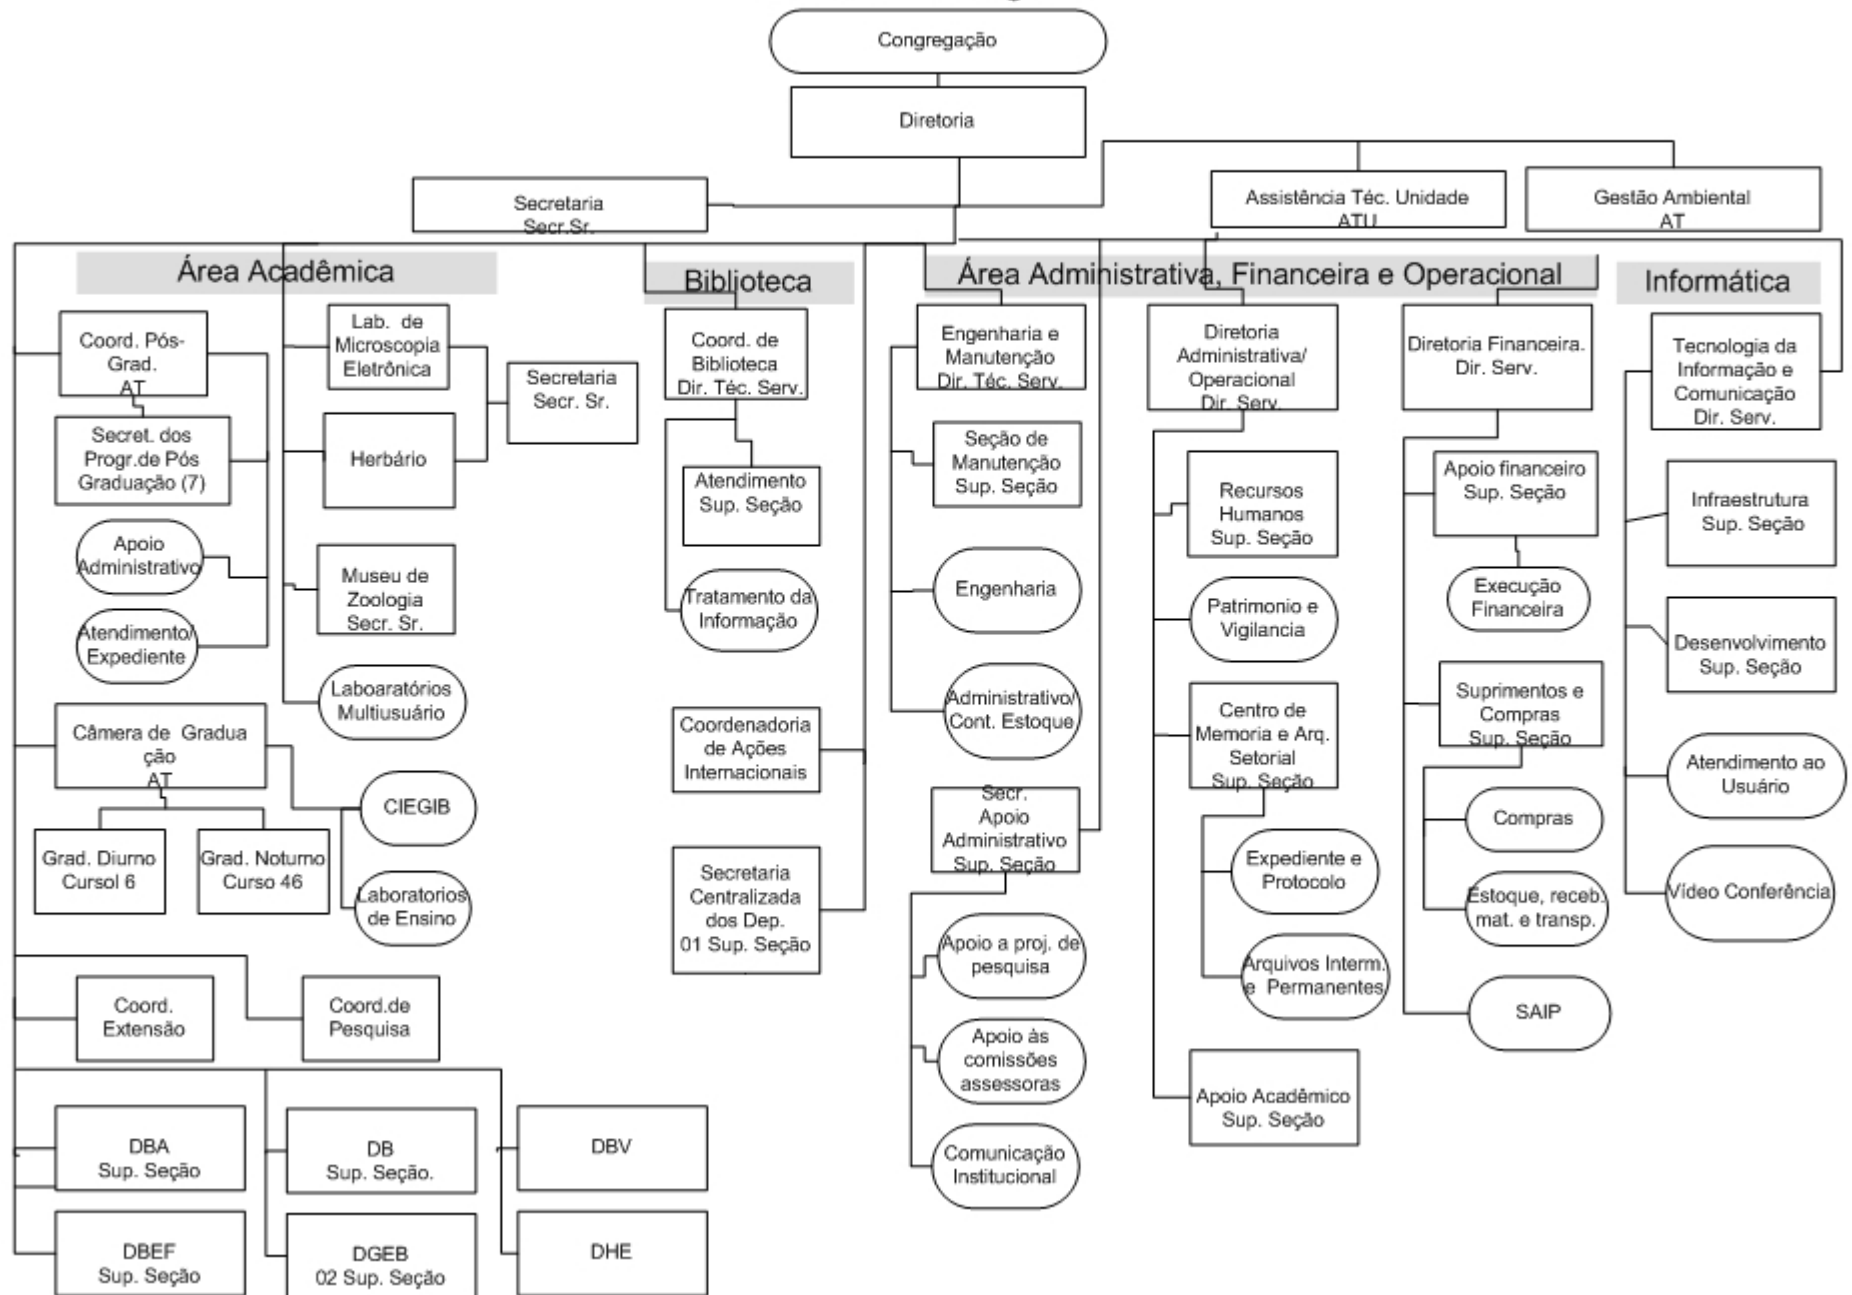 Congregação
Diretoria
Secretaria
Secr.Sr.
Assistência Téc. Unidade
ATU
Gestão Ambiental
AT
Área Acadêmica
Biblioteca
Área Administrativa, Financeira e Operacional
Informática
Coord. Pós-
Grad.
AT
Secret. dos
Progr.de Pós
Graduação (7)
Apoio
Administrativo
Atendimento/
Expediente
Lab. de
Microscopia
Eletrônica
Herbário
Secretaria
Secr. Sr.
Museu de
Zoologia
Secr. Sr.
Laboaratórios
Multiusuário
Câmera de Gradua
ção
AT
CIEGIB
Grad. Diurno
Cursol 6
Grad. Noturno
Curso 46
Laboratorios
de Ensino
Coord.
Extensão
Coord.de
Pesquisa
DBA
Sup. Seção
DB
Sup. Seção.
DBV
DBEF
Sup. Seção
DGEB
02 Sup. Seção
DHE
Coord. de
Biblioteca
Dir. Téc. Serv.
Atendimento
Sup. Seção
Tratamento da
Informação
Coordenadoria
de Ações
Internacionais
Secretaria
Centralizada
dos Dep.
01 Sup. Seção
Engenharia e
Manutenção
Dir. Téc. Serv.
Seção de
Manutenção
Sup. Seção
Engenharia
Administrativo/
Cont. Estoque
Secr.
Apoio
Administrativo
Sup. Seção
Apoio a proj. de
pesquisa
Apoio às
comissões
assessoras
Comunicação
Institucional
Diretoria
Administrativa/
Operacional
Dir. Serv.
Recursos
Humanos
Sup. Seção
Patrimonio e
Vigilancia
Centro de
Memoria e Arq.
Setorial
Sup. Seção
Expediente e
Protocolo
Arquivos Interm.
e Permanentes
Apoio Acadêmico
Sup. Seção
Diretoria Financeira.
Dir. Serv.
Apoio financeiro
Sup. Seção
Execução
Financeira
Suprimentos e
Compras
Sup. Seção
Compras
Estoque, receb.
mat. e transp.
SAIP
Tecnologia da
Informação e
Comunicação
Dir. Serv.
Infraestrutura
Sup. Seção
Desenvolvimento
Sup. Seção
Atendimento ao
Usuário
Vídeo Conferência